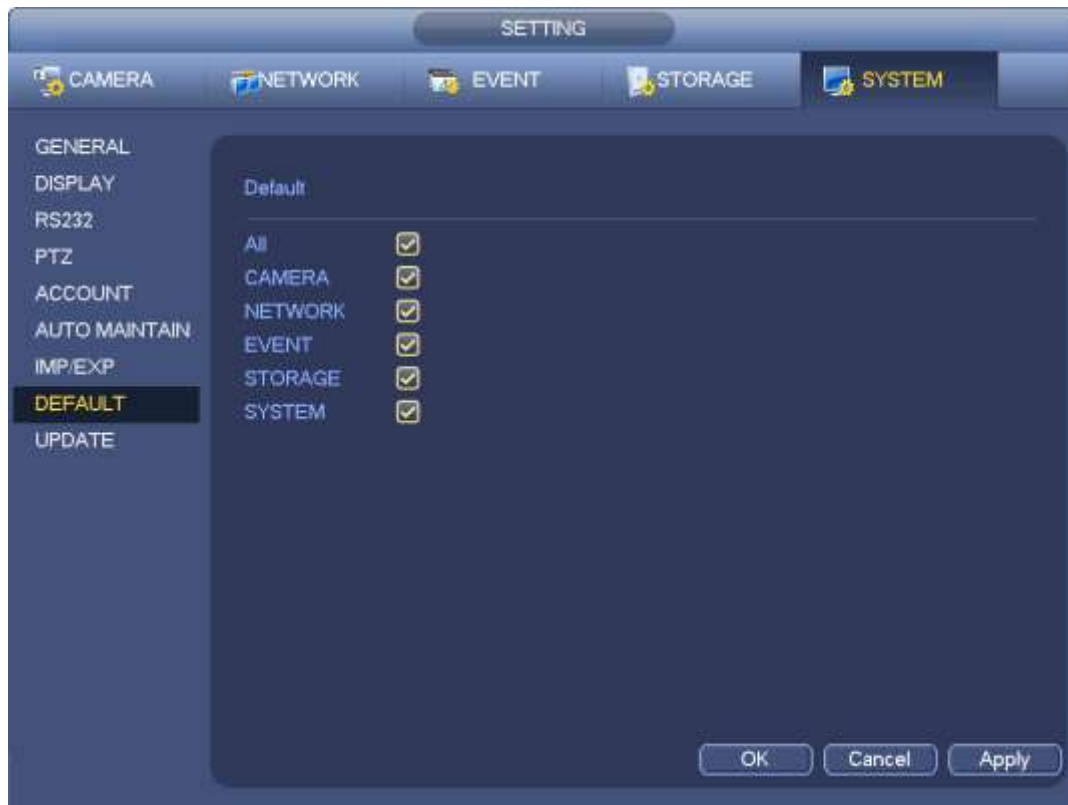 SETTING
CAMERA NETWORK EVENT STORAGE SYSTEM
GENERAL
DISPLAY
RS232
PTZ
ACCOUNT
AUTO MAINTAIN
IMP/EXP
DEFAULT
UPDATE
Default
All
CAMERA
NETWORK
EVENT
STORAGE
SYSTEM
OK Cancel Apply